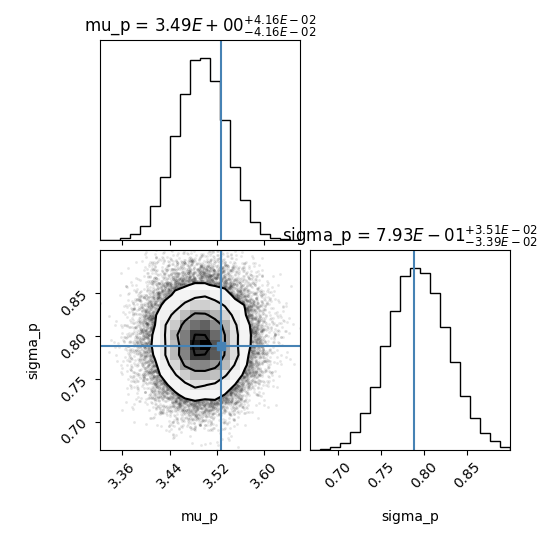 mu_p = 3.49E + 00+4.16E−02 −4.16E−02
sigma_p = 7.93E − 01+3.51E−02 −3.39E−02
sigma_p
0.85
0.80
0.75
0.70
3.36 3.44 3.52 3.60
0.70 0.75 0.80 0.85
mu_p
sigma_p